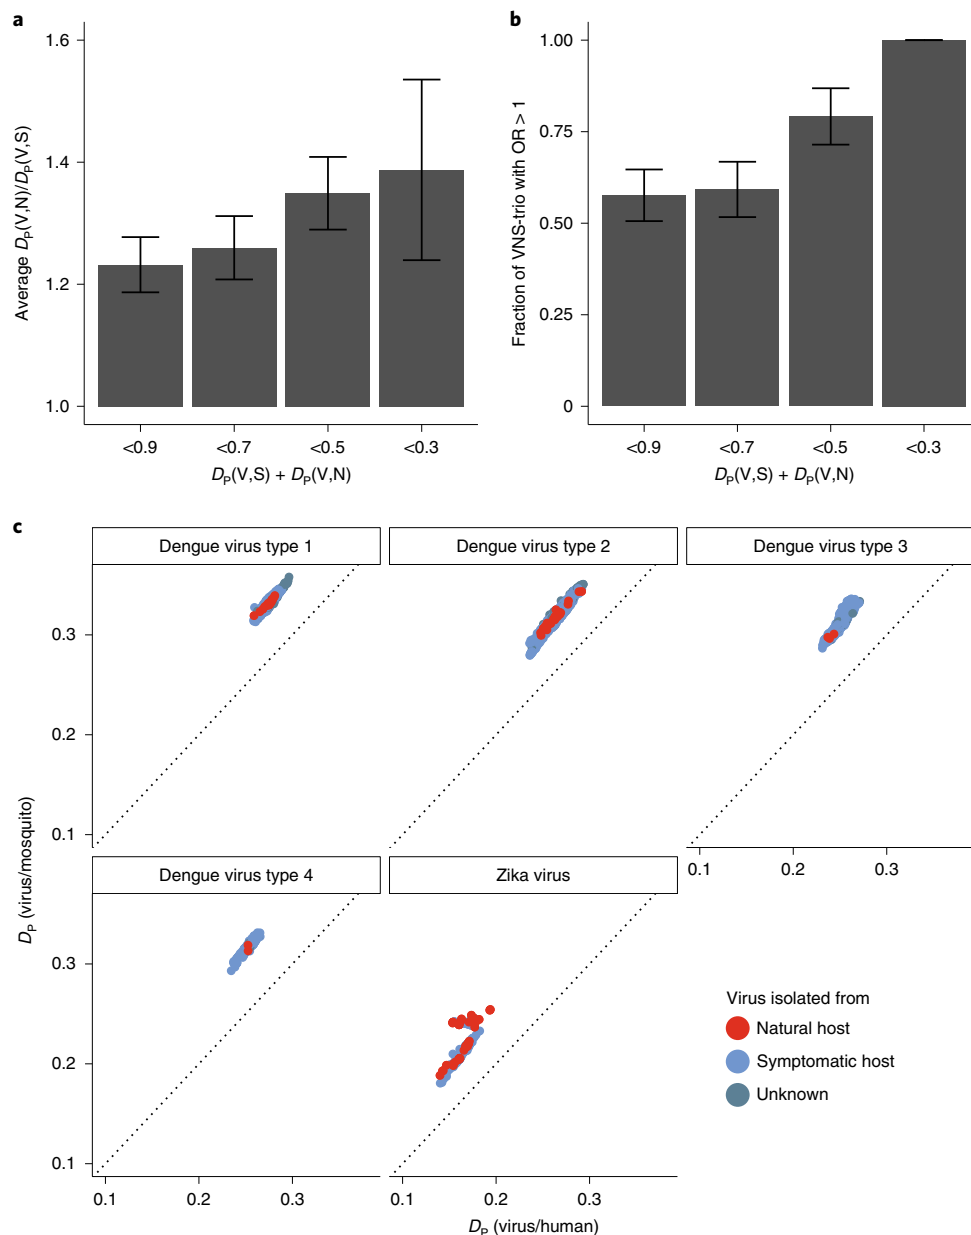 a
1.6
1.4
1.2
1.0
Average DP(V,N)/DP(V,S)
<0.9 <0.7 <0.5 <0.3
DP(V,S) + DP(V,N)
b
1.00
0.75
0.50
0.25
0
Fraction of VNS-trio with OR > 1
<0.9 <0.7 <0.5 <0.3
DP(V,S) + DP(V,N)
c
Dengue virus type 1 Dengue virus type 2 Dengue virus type 3
0.3
0.2
0.1
0.1 0.2 0.3
Dengue virus type 4 Zika virus
0.3
0.2
0.1
0.1 0.2 0.3 0.1 0.2 0.3
DP (virus/mosquito)
DP (virus/human)
Virus isolated from
Natural host
Symptomatic host
Unknown